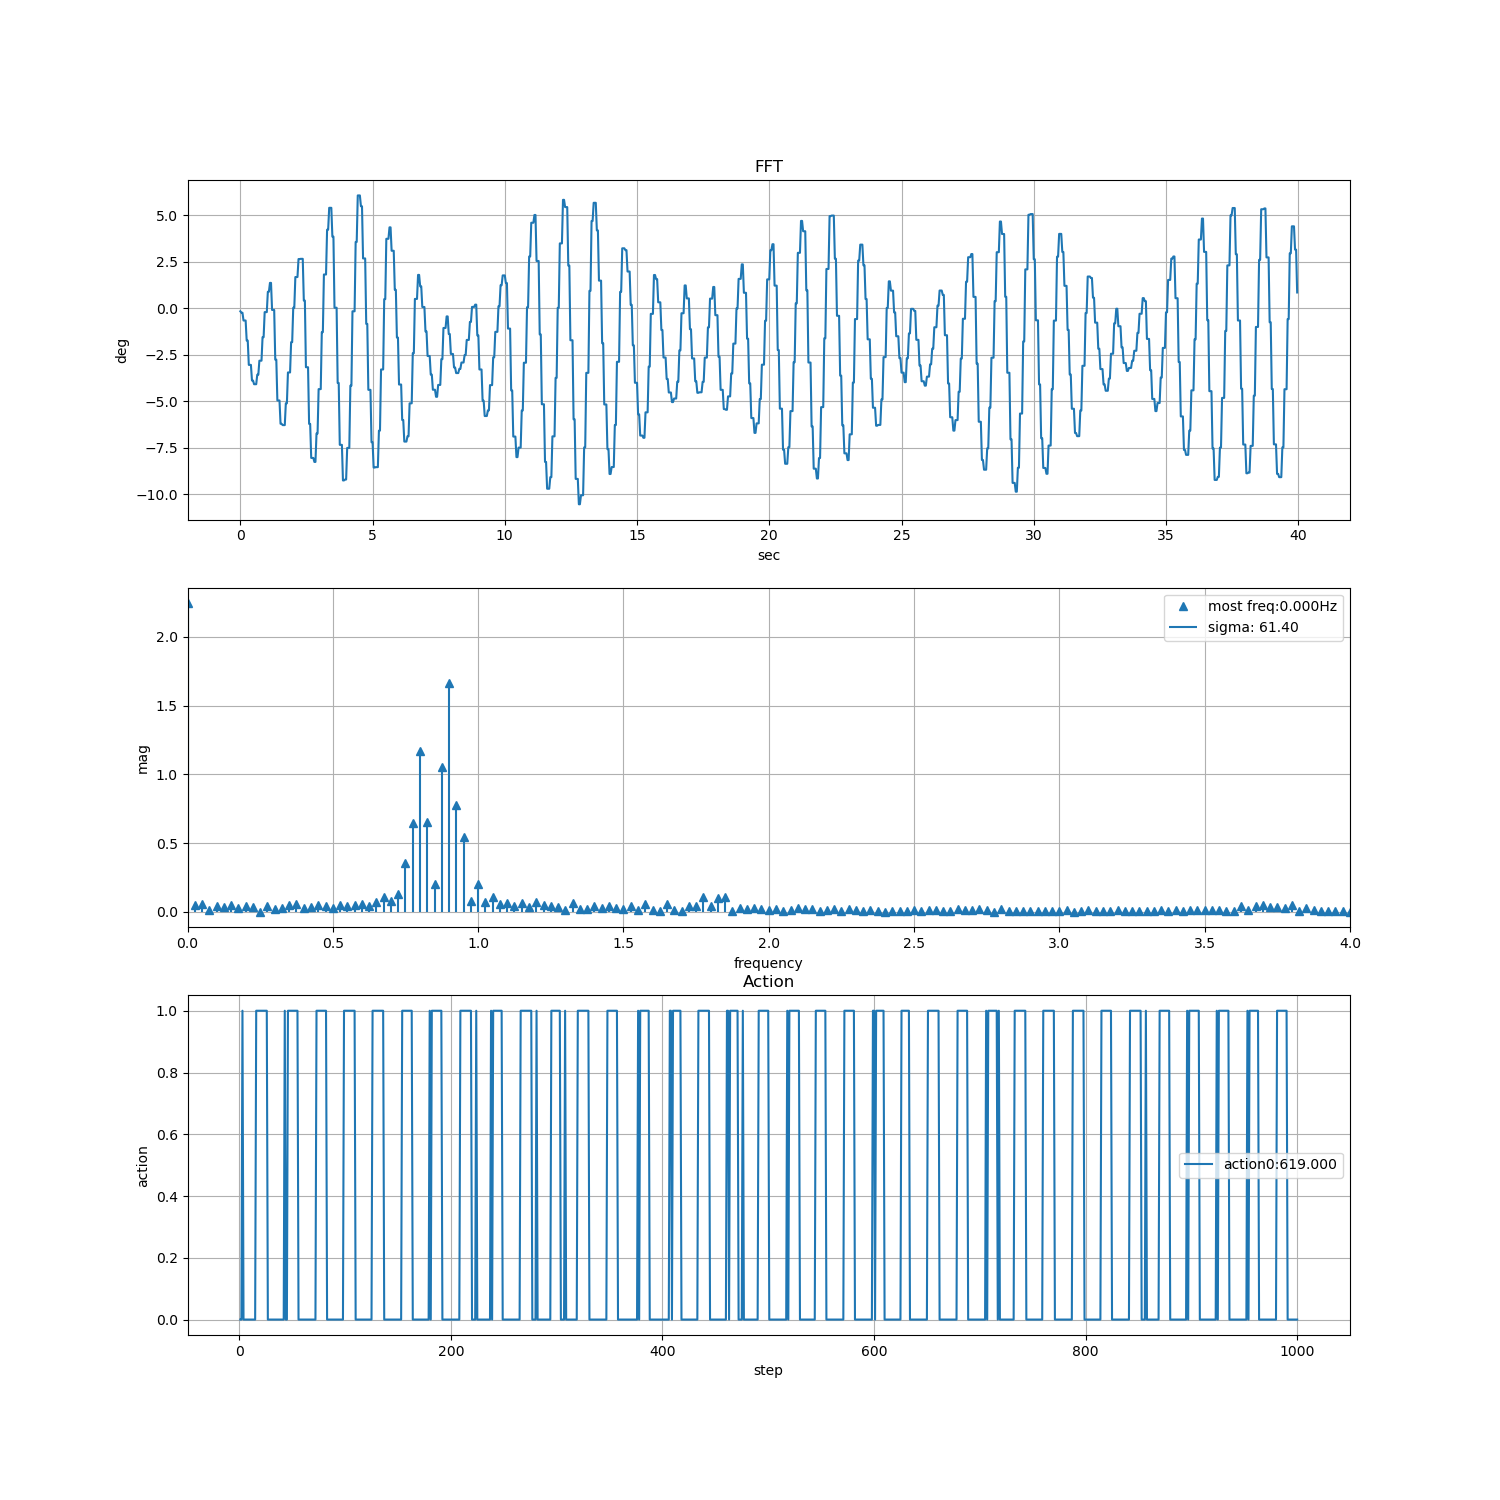 FFT
5.0
2.5
0.0
−2.5
−5.0
−7.5
−10.0
deg
0 5 10 15 20 25 30 35 40
sec
most freq:0.000Hz
sigma: 61.40
2.0
1.5
1.0
0.5
0.0
mag
0.0 0.5 1.0 1.5 2.0 2.5 3.0 3.5 4.0
frequency
Action
1.0
0.8
0.6
0.4
0.2
0.0
action
action0:619.000
0 200 400 600 800 1000
step